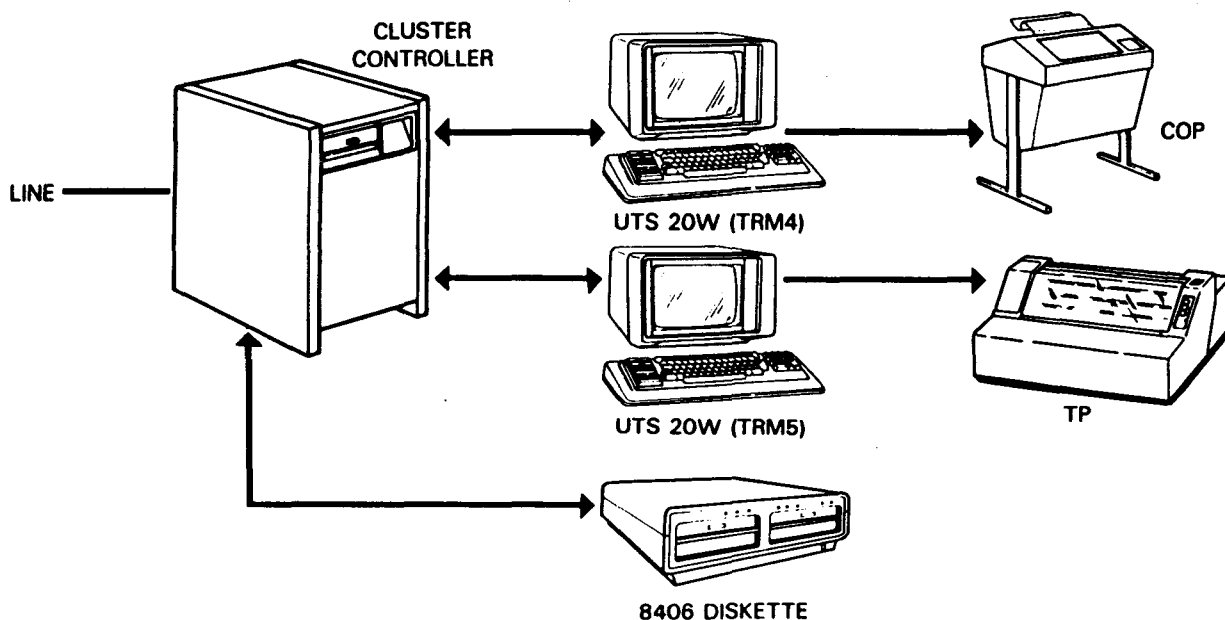 CLUSTER
CONTROLLER
LINE
COP
UTS 20W (TRM4)
UTS 20W (TRM5)
TP
8406 DISKETTE